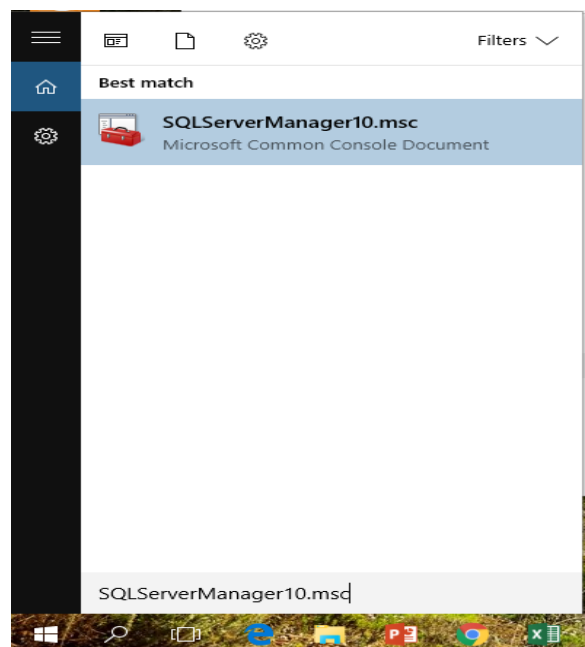 Filters
Best match
SQLServerManager10.msc
Microsoft Common Console Document
SQLServerManager10.msc